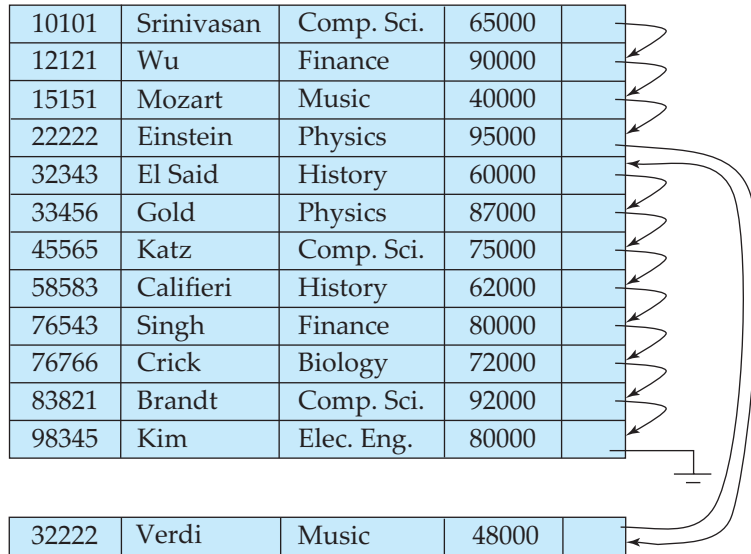 10101 Srinivasan Comp. Sci. 65000
12121 Wu Finance 90000
15151 Mozart Music 40000
22222 Einstein Physics 95000
32343 El Said History 60000
33456 Gold Physics 87000
45565 Katz Comp. Sci. 75000
58583 Califieri History 62000
76543 Singh Finance 80000
76766 Crick Biology 72000
83821 Brandt Comp. Sci. 92000
98345 Kim Elec. Eng. 80000
32222 Verdi Music 48000